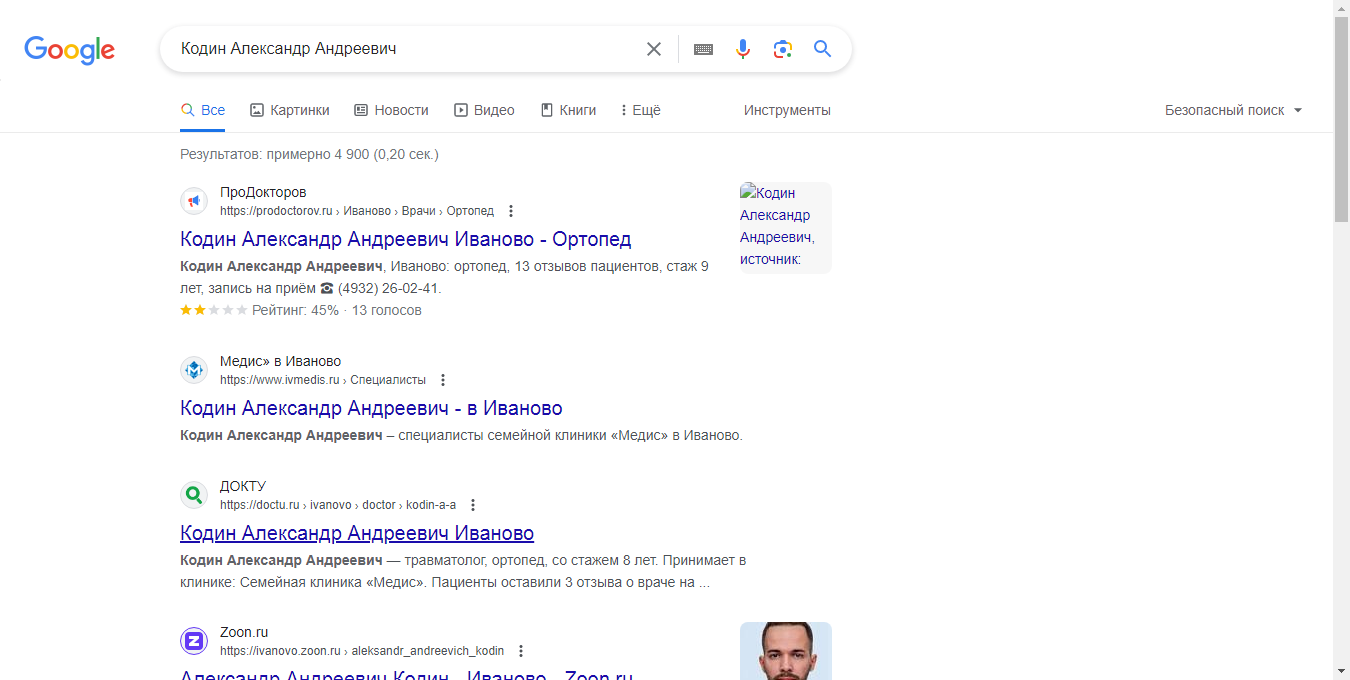 Google
Кодин Александр Андреевич
Все
Картинки
Новости
Видео
Книги
Ещё
Инструменты
Безопасный поиск
Результатов: примерно 4 900 (0,20 сек.)
ПроДокторов
https://prodoctorov.ru › Иваново › Врачи › Ортопед
Кодин Александр Андреевич Иваново - Ортопед
Кодин Александр Андреевич, Иваново: ортопед, 13 отзывов пациентов, стаж 9
лет, запись на приём ☎ (4932) 26-02-41.
Рейтинг: 45% · 13 голосов
Кодин
Александр
Андреевич,
источник:
Медис» в Иваново
https://www.ivmedis.ru › Специалисты
Кодин Александр Андреевич - в Иваново
Кодин Александр Андреевич – специалисты семейной клиники «Медис» в Иваново.
ДОКТУ
https://doctu.ru › ivanovo › doctor › kodin-a-a
Кодин Александр Андреевич Иваново
Кодин Александр Андреевич — травматолог, ортопед, со стажем 8 лет. Принимает в
клинике: Семейная клиника «Медис». Пациенты оставили 3 отзыва о враче на ...
Zoon.ru
https://ivanovo.zoon.ru › aleksandr_andreevich_kodin
Александр Андреевич Кодин - Иваново - Zoon.ru